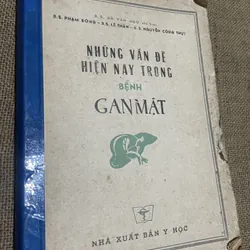 NHỮNG VẤN ĐỀ
HIỆN NAY TRONG
BỆNH
GAN MẬT
NHÀ XUẤT BẢN Y HỌC